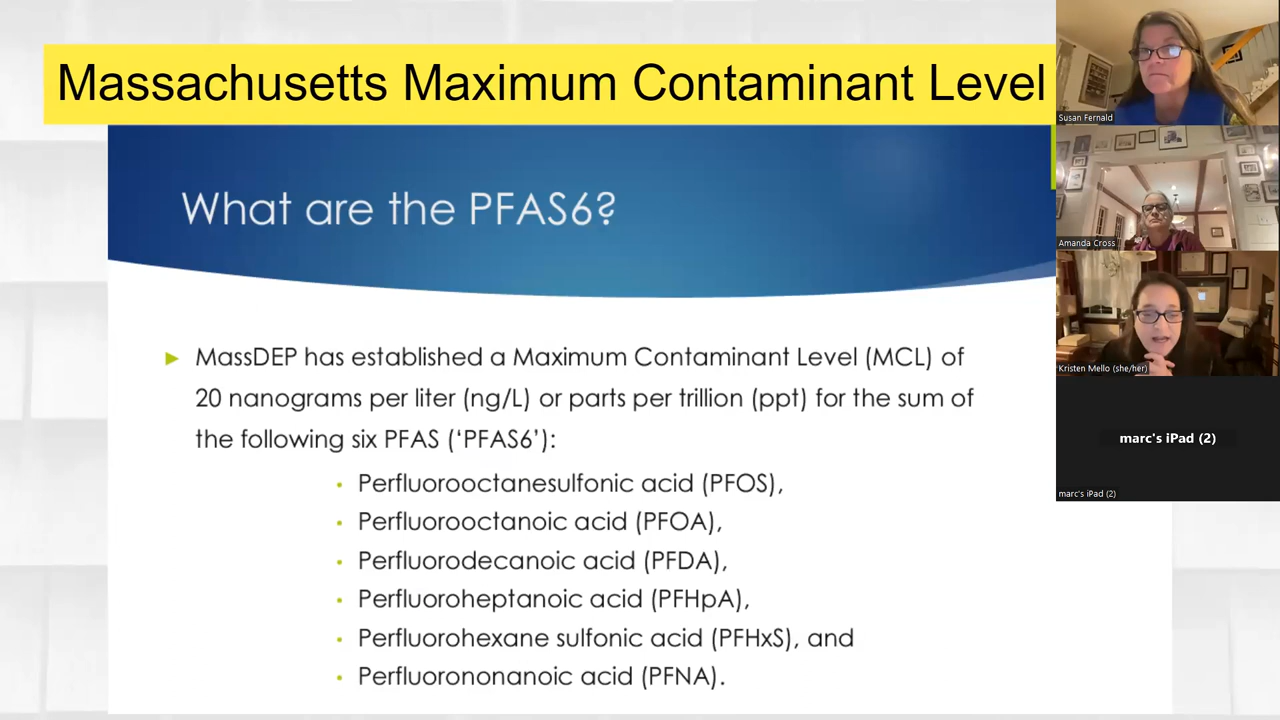 Massachusetts Maximum Contaminant Level
What are the PFAS6?
MassDEP has established a Maximum Contaminant Level (MCL) of
20 nanograms per liter (ng/L) or parts per trillion (ppt) for the sum of
the following six PFAS (‘PFAS6’):
Perfluorooctanesulfonic acid (PFOS),
Perfluorooctanoic acid (PFOA),
Perfluorodecanoic acid (PFDA),
Perfluoroheptanoic acid (PFHpA),
Perfluorohexane sulfonic acid (PFHxS), and
Perfluorononanoic acid (PFNA).
Susan Fernald
Amanda Cross
Kristen Mello (she/her)
marc's iPad (2)
marc's iPad (2)